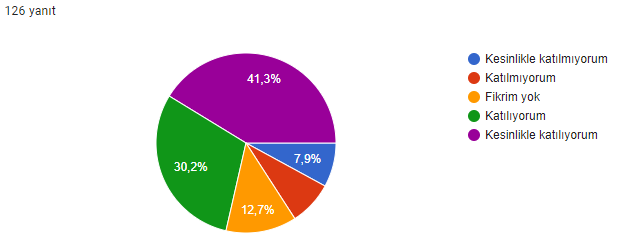 126 yanıt
41,3%
7,9%
30,2%
12,7%
Kesinlikle katılmıyorum
Katılmıyorum
Fikrim yok
Katılıyorum
Kesinlikle katılıyorum